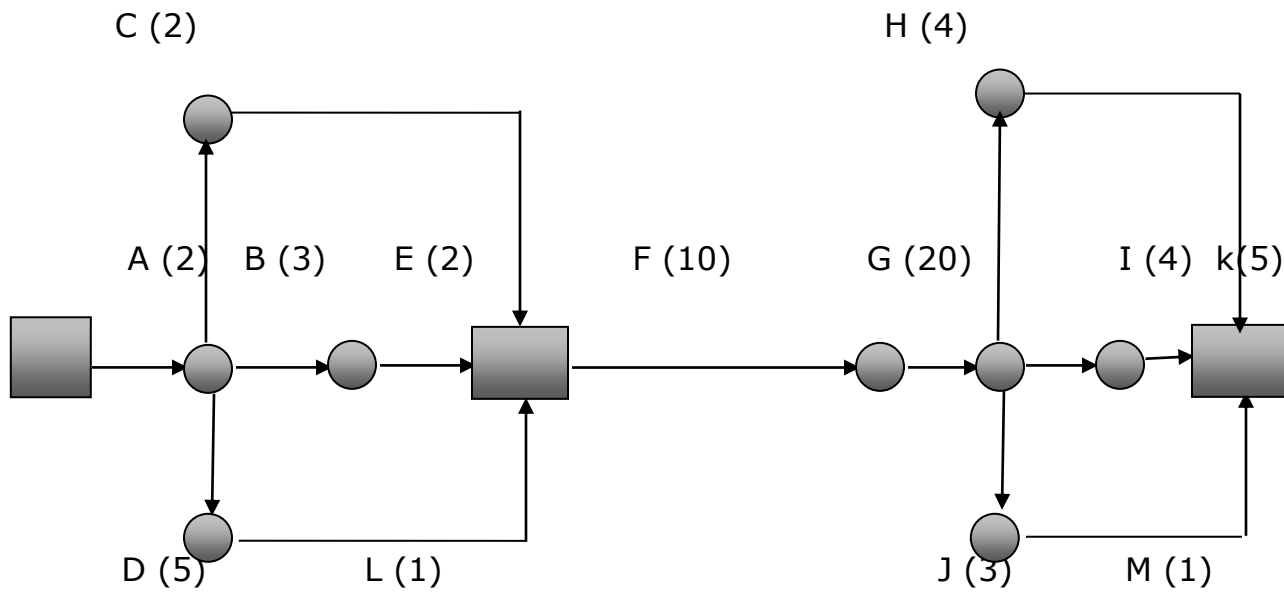 C (2) H (4)
A (2) B (3) E (2) F (10) G (20) I (4) k(5)
D (5) L (1) J (3) M (1)